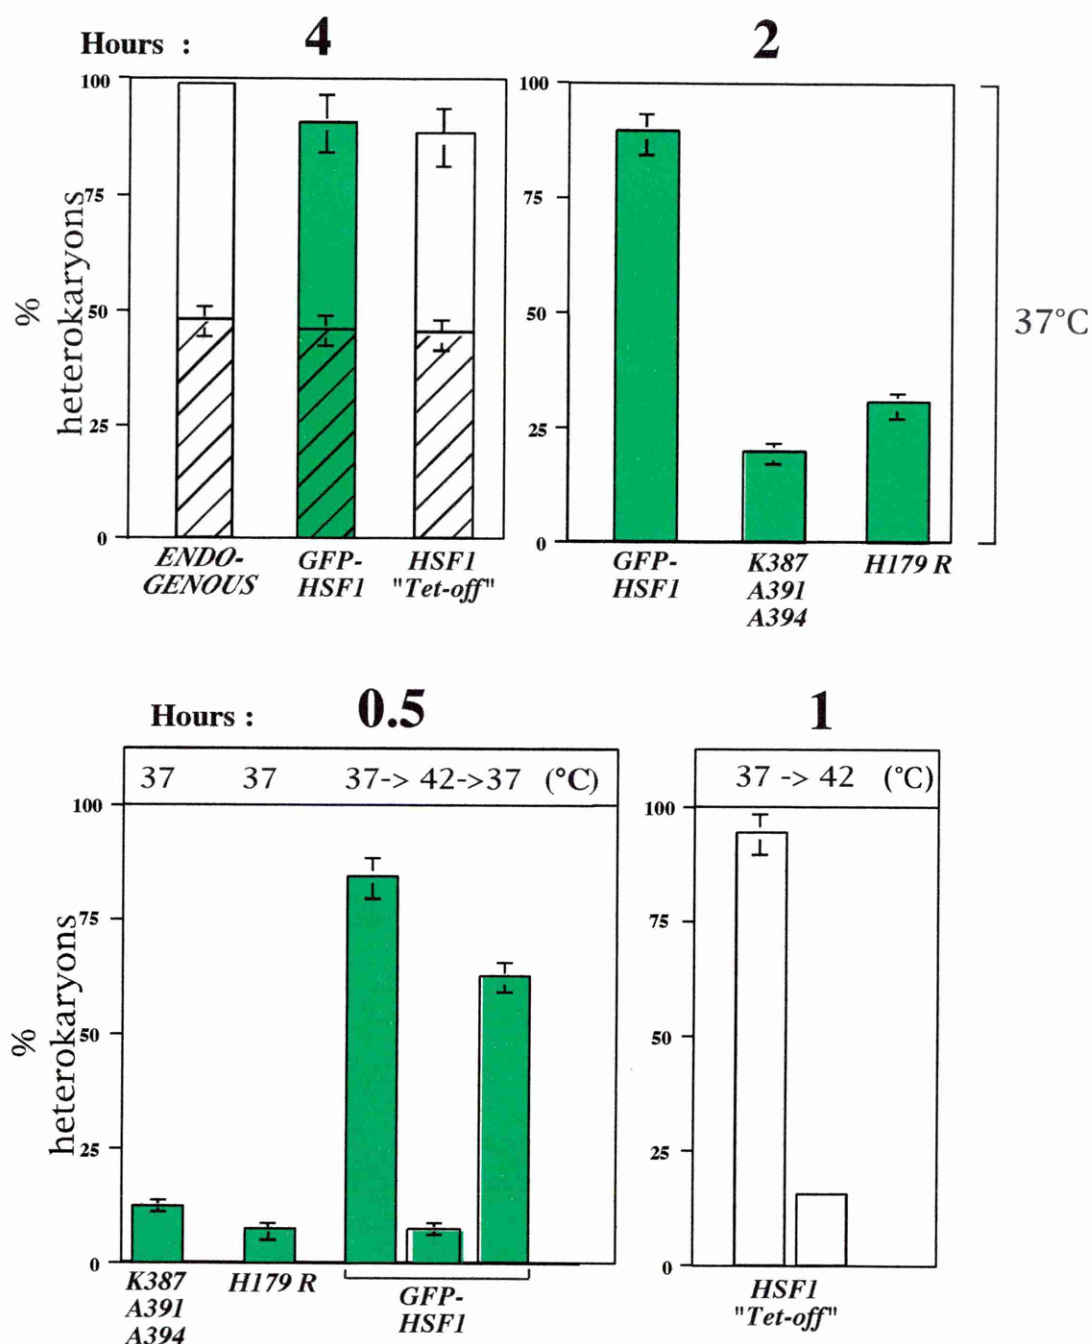 Hours : 4 2
100 100
75 75
50 50
25 25
0 0
% heterokaryons
37°C
ENDO- GFP- HSF1 GFP- K387 H179 R
GENOUS HSF1 "Tet-off" HSF1 A391
A394
Hours : 0.5 1
37 37 37-> 42->37 (°C) 37 -> 42 (°C)
100 100
75 75
50 50
25 25
0 0
% heterokaryons
K387 H179 R GFP- HSF1
A391 HSF1 "Tet-off"
A394